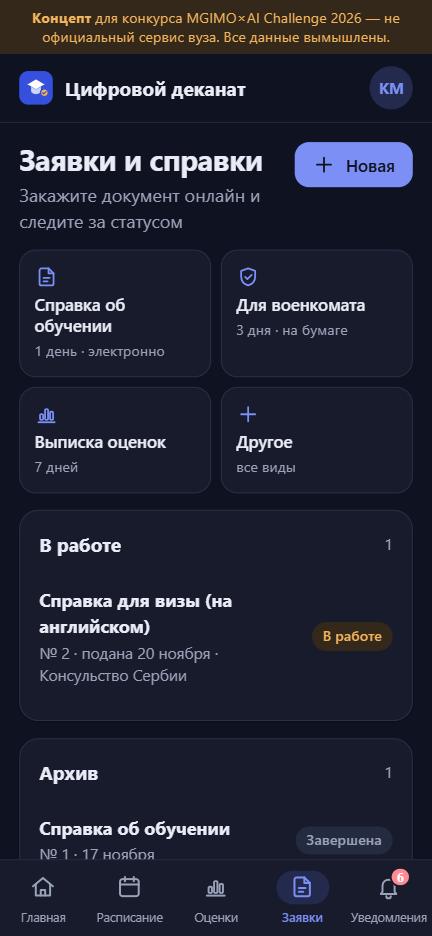 Концепт для конкурса MGIMO×AI Challenge 2026 — не
официальный сервис вуза. Все данные вымышлены.
Цифровой деканат
КМ
Заявки и справки
Новая
Закажите документ онлайн и
следите за статусом
Справка об
обучении
1 день · электронно
Для военкомата
3 дня · на бумаге
Выписка оценок
7 дней
Другое
все виды
В работе
1
Справка для визы (на
английском)
№ 2 · подана 20 ноября ·
Консульство Сербии
В работе
Архив
1
Справка об обучении
№ 1 · 17 ноября
Завершена
6
Главная
Расписание
Оценки
Заявки
Уведомления